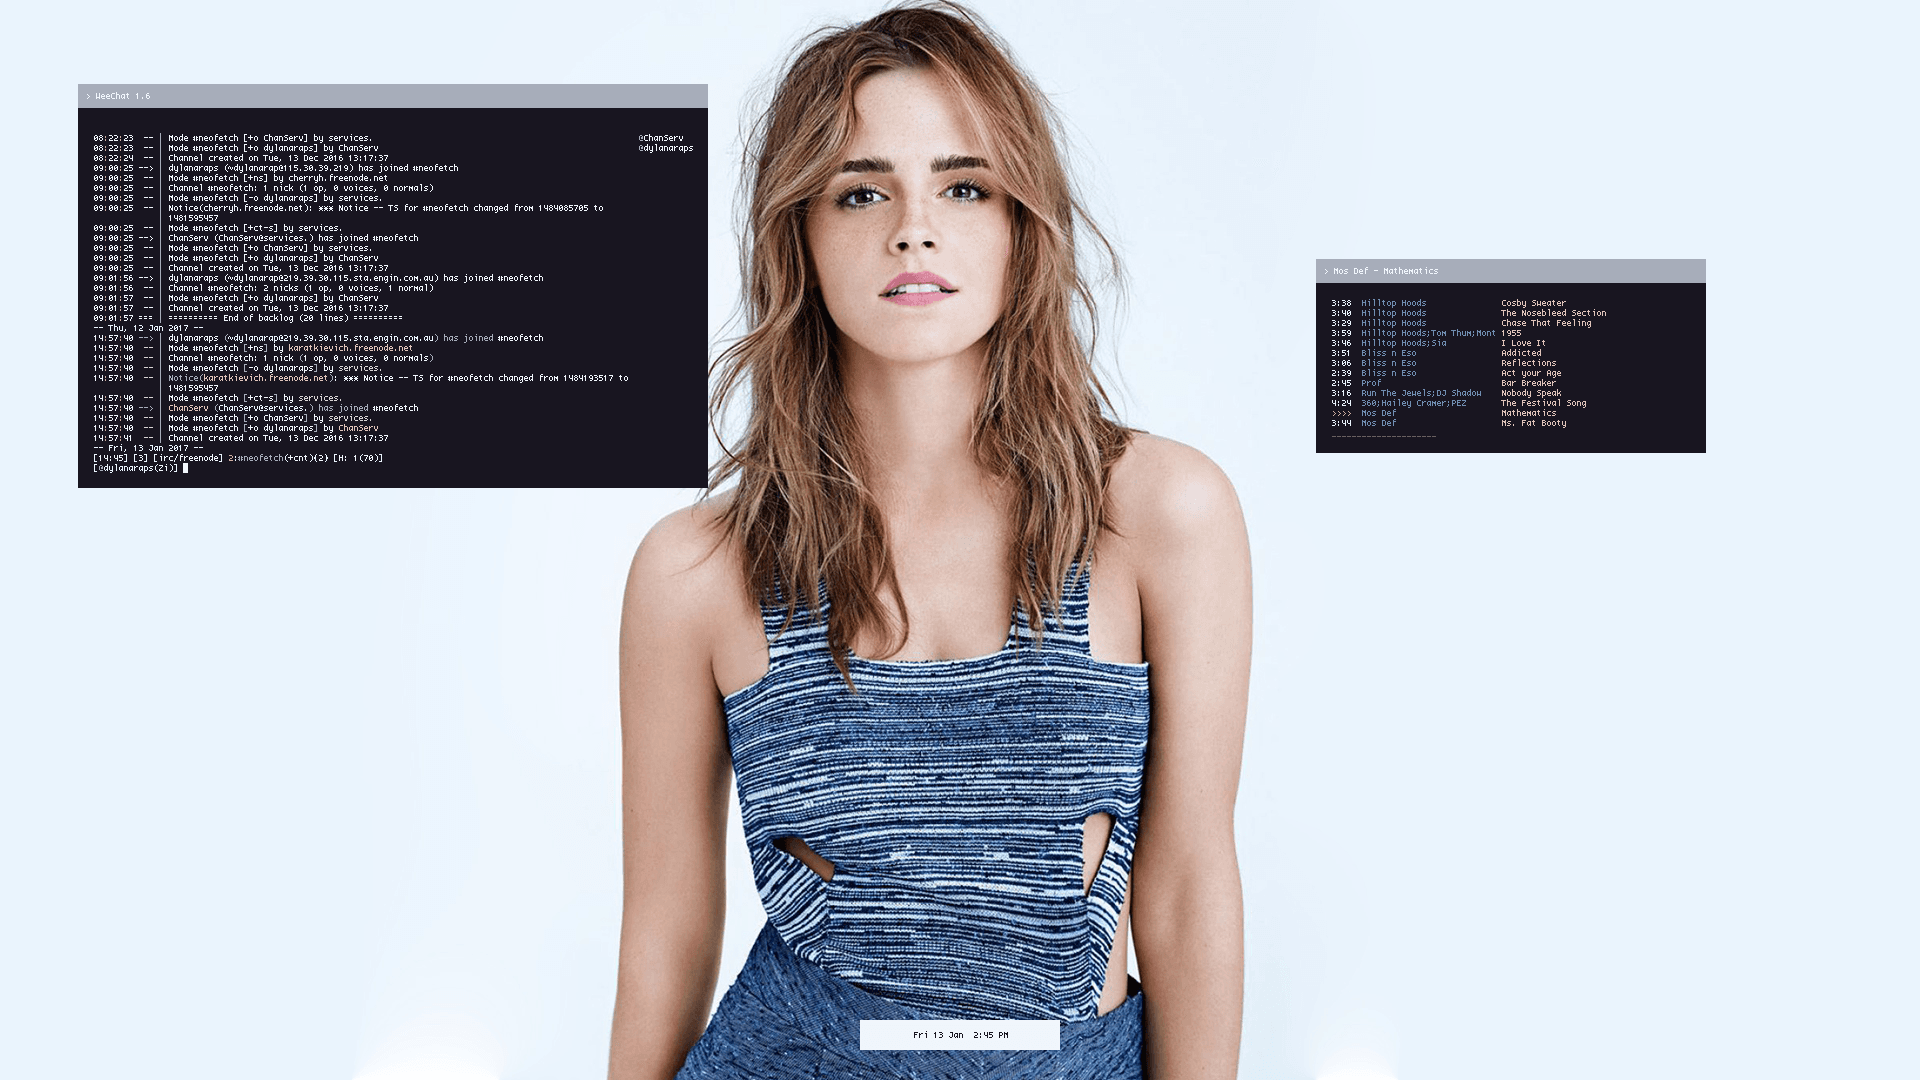 > WeeChat 1.6
08:22:23 -- | Mode #neofetch [+o ChanServ] by services. @ChanServ
08:22:23 -- | Mode #neofetch [+o dylanaraps] by ChanServ @dylanaraps
08:22:24 -- | Channel created on Tue, 13 Dec 2016 13:17:37
09:00:25 --> | dylanaraps (~dylanarap@115.30.39.219) has joined #neofetch
09:00:25 -- | Mode #neofetch [+ns] by cherryh.freenode.net
09:00:25 -- | Channel #neofetch: 1 nick (1 op, 0 voices, 0 normals)
09:00:25 -- | Mode #neofetch [-o dylanaraps] by services.
09:00:25 -- | Notice(cherryh.freenode.net): *** Notice -- TS for #neofetch changed from 1484085705 to
| 1481595457
09:00:25 -- | Mode #neofetch [+ct-s] by services.
09:00:25 --> | ChanServ (ChanServ@services.) has joined #neofetch
09:00:25 -- | Mode #neofetch [+o ChanServ] by services.
09:00:25 -- | Mode #neofetch [+o dylanaraps] by ChanServ
09:00:25 -- | Channel created on Tue, 13 Dec 2016 13:17:37
09:01:56 --> | dylanaraps (~dylanarap@219.39.30.115.sta.engin.com.au) has joined #neofetch
09:01:56 -- | Channel #neofetch: 2 nicks (1 op, 0 voices, 1 normal)
09:01:57 -- | Mode #neofetch [+o dylanaraps] by ChanServ
09:01:57 -- | Channel created on Tue, 13 Dec 2016 13:17:37
09:01:57 === | ========== End of backlog (20 lines) ==========
-- Thu, 12 Jan 2017 --
14:57:40 --> | dylanaraps (~dylanarap@219.39.30.115.sta.engin.com.au) has joined #neofetch
14:57:40 -- | Mode #neofetch [+ns] by karatkievich.freenode.net
14:57:40 -- | Channel #neofetch: 1 nick (1 op, 0 voices, 0 normals)
14:57:40 -- | Mode #neofetch [-o dylanaraps] by services.
14:57:40 -- | Notice(karatkievich.freenode.net): *** Notice -- TS for #neofetch changed from 1484193517 to
| 1481595457
14:57:40 -- | Mode #neofetch [+ct-s] by services.
14:57:40 --> | ChanServ (ChanServ@services.) has joined #neofetch
14:57:40 -- | Mode #neofetch [+o ChanServ] by services.
14:57:40 -- | Mode #neofetch [+o dylanaraps] by ChanServ
14:57:41 -- | Channel created on Tue, 13 Dec 2016 13:17:37
-- Fri, 13 Jan 2017 --
[14:45] [3] [irc/freenode] 2:#neofetch(+cnt){2} [H: 1(70)]
[@dylanaraps(Zi)]
> Mos Def - Mathematics
3:38 Hilltop Hoods Cosby Sweater
3:40 Hilltop Hoods The Nosebleed Section
3:29 Hilltop Hoods Chase That Feeling
3:59 Hilltop Hoods;Tom Thum;Mont 1955
3:46 Hilltop Hoods;Sia I Love It
3:51 Bliss n Eso Addicted
3:06 Bliss n Eso Reflections
2:39 Bliss n Eso Act your Age
2:45 Prof Bar Breaker
3:16 Run The Jewels;DJ Shadow Nobody Speak
4:24 360;Hailey Cramer;PEZ The Festival Song
>>>> Mos Def Mathematics
3:44 Mos Def Ms. Fat Booty
---------------------
Fri 13 Jan 2:45 PM